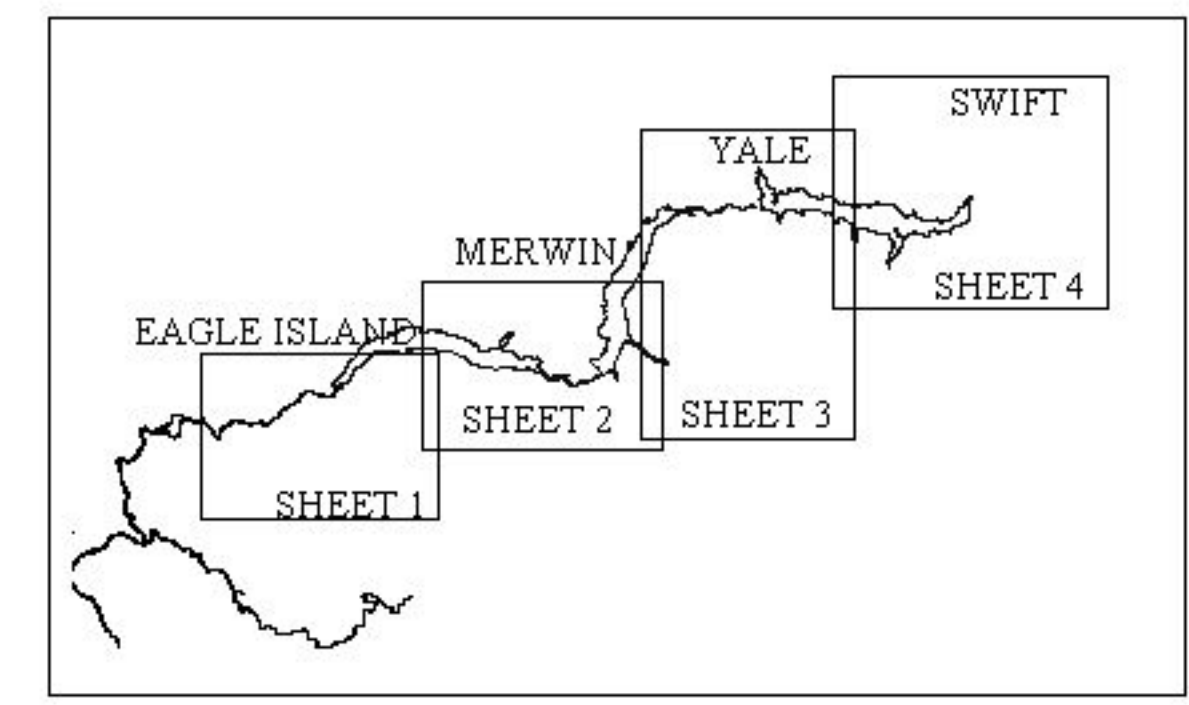 SWIFT
YALE
MERWIN
SHEET 4
EAGLE ISLAND
SHEET 2
SHEET 3
SHEET 1